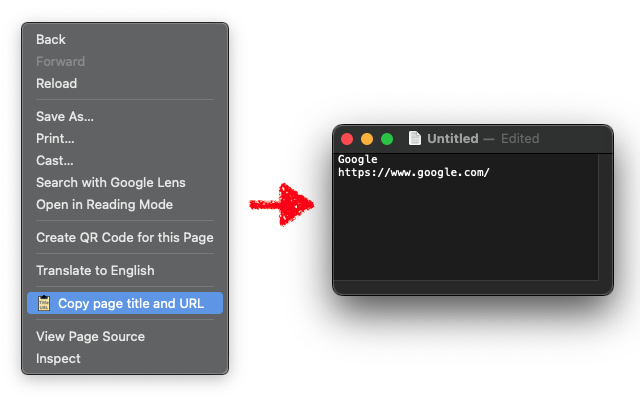 Back
Forward
Reload
Save As...
Print...
Cast...
Search with Google Lens
Open in Reading Mode
Create QR Code for this Page
Translate to English
Title
URL
Copy page title and URL
View Page Source
Inspect
Untitled — Edited
Google
https://www.google.com/